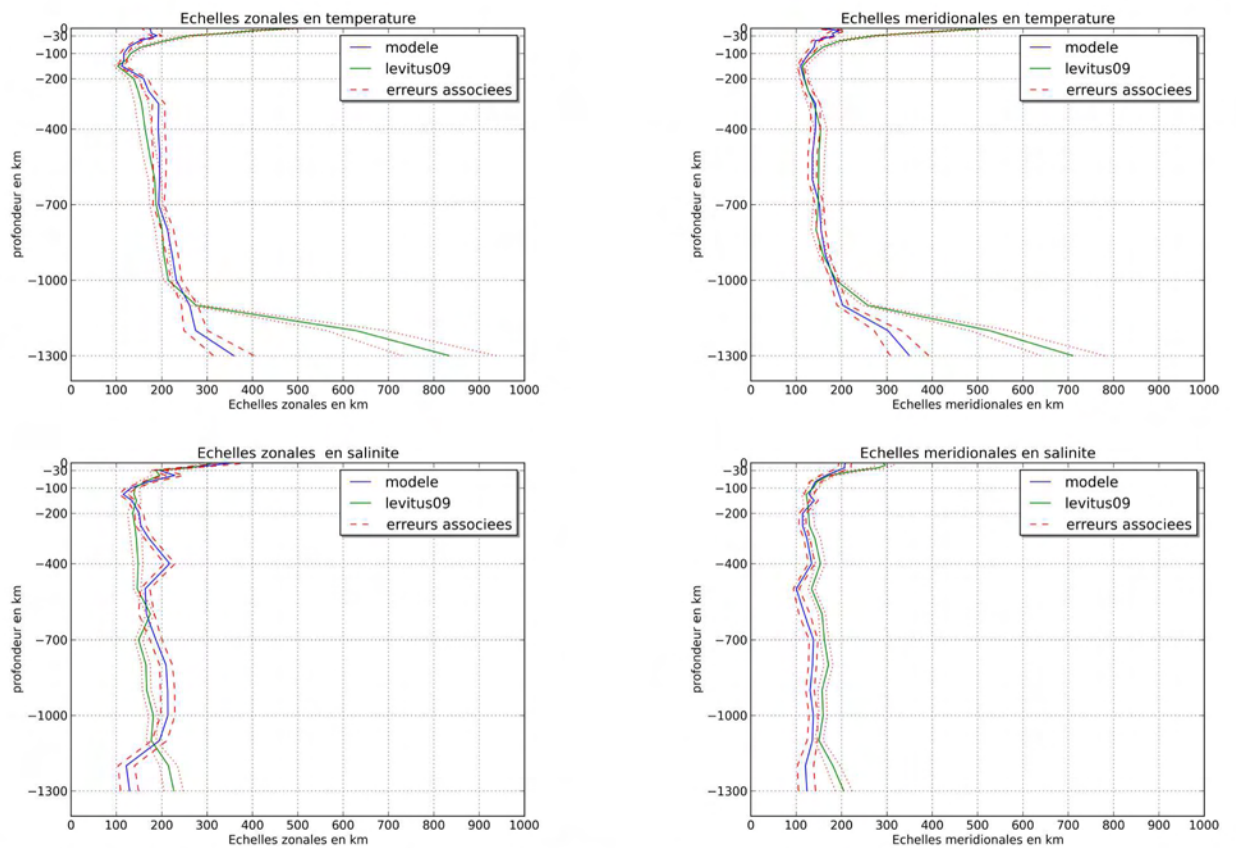 Echelles zonales en temperature
0
−30
−100
−200
−400
−700
−1000
−1300
profondeur en km
modele
levitus09
erreurs associees
0 100 200 300 400 500 600 700 800 900 1000
Echelles zonales en km
Echelles meridionales en temperature
0
−30
−100
−200
−400
−700
−1000
−1300
profondeur en km
modele
levitus09
erreurs associees
0 100 200 300 400 500 600 700 800 900 1000
Echelles meridionales en km
Echelles zonales en salinite
0
−30
−100
−200
−400
−700
−1000
−1300
profondeur en km
modele
levitus09
erreurs associees
0 100 200 300 400 500 600 700 800 900 1000
Echelles zonales en km
Echelles meridionales en salinite
0
−30
−100
−200
−400
−700
−1000
−1300
profondeur en km
modele
levitus09
erreurs associees
0 100 200 300 400 500 600 700 800 900 1000
Echelles meridionales en km